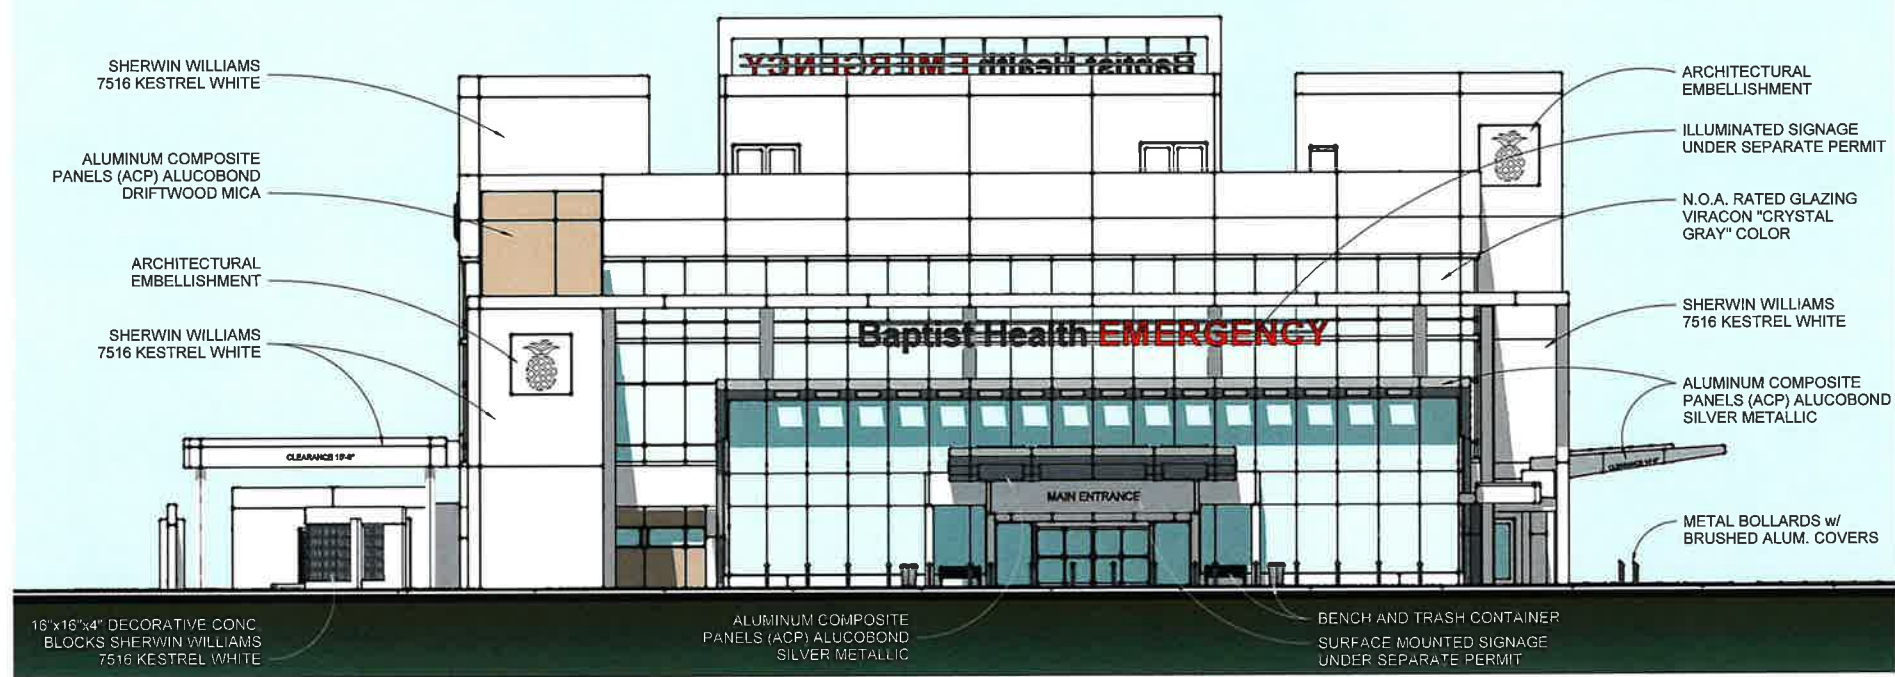 Baptist Health EMERGENCY
SHERWIN WILLIAMS
7516 KESTREL WHITE
ALUMINUM COMPOSITE
PANELS (ACP) ALUCOBOND
DRIFTWOOD MICA
ARCHITECTURAL
EMBELLISHMENT
SHERWIN WILLIAMS
7516 KESTREL WHITE
16"x16"x4" DECORATIVE CONC
BLOCKS SHERWIN WILLIAMS
7516 KESTREL WHITE
CLEARANCE
Baptist Health EMERGENCY
MAIN ENTRANCE
ALUMINUM COMPOSITE
PANELS (ACP) ALUCOBOND
SILVER METALLIC
BENCH AND TRASH CONTAINER
SURFACE MOUNTED SIGNAGE
UNDER SEPARATE PERMIT
ARCHITECTURAL
EMBELLISHMENT
ILLUMINATED SIGNAGE
UNDER SEPARATE PERMIT
N.O.A. RATED GLAZING
VIRACON "CRYSTAL
GRAY" COLOR
SHERWIN WILLIAMS
7516 KESTREL WHITE
ALUMINUM COMPOSITE
PANELS (ACP) ALUCOBOND
SILVER METALLIC
METAL BOLLARDS w/
BRUSHED ALUM. COVERS